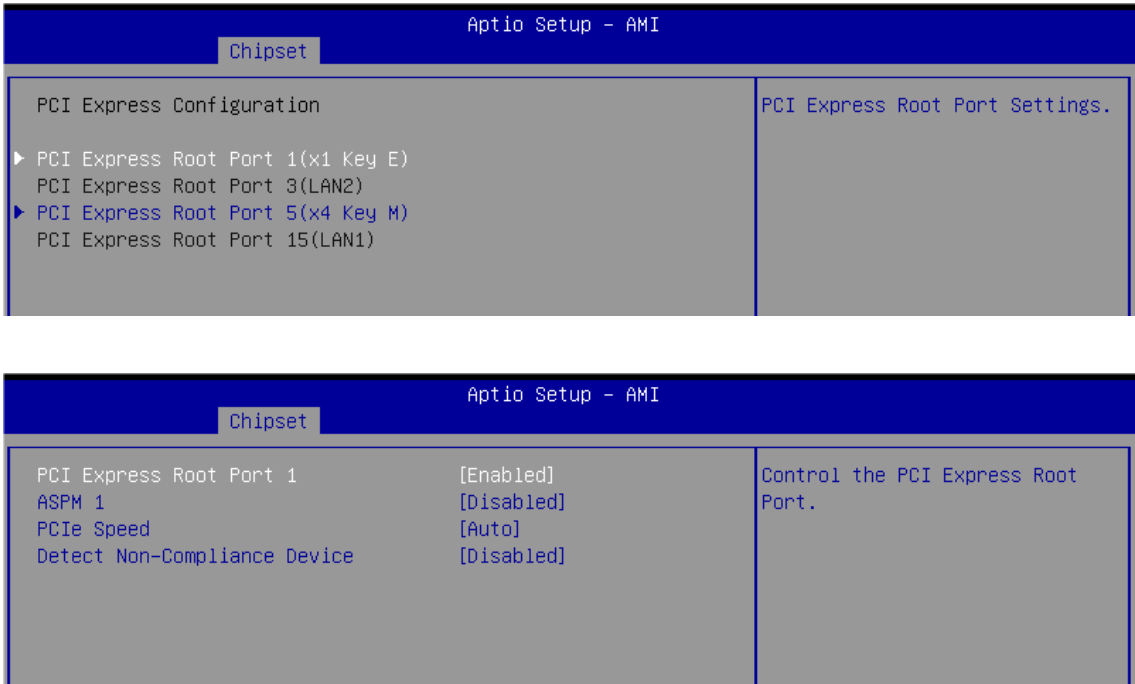 Aptio Setup – AMI
Chipset
PCI Express Configuration
PCI Express Root Port Settings.
PCI Express Root Port 1(x1 Key E)
PCI Express Root Port 3(LAN2)
PCI Express Root Port 5(x4 Key M)
PCI Express Root Port 15(LAN1)
Aptio Setup – AMI
Chipset
PCI Express Root Port 1 [Enabled]
ASPM 1 [Disabled]
PCIe Speed [Auto]
Detect Non-Compliance Device [Disabled]
Control the PCI Express Root
Port.